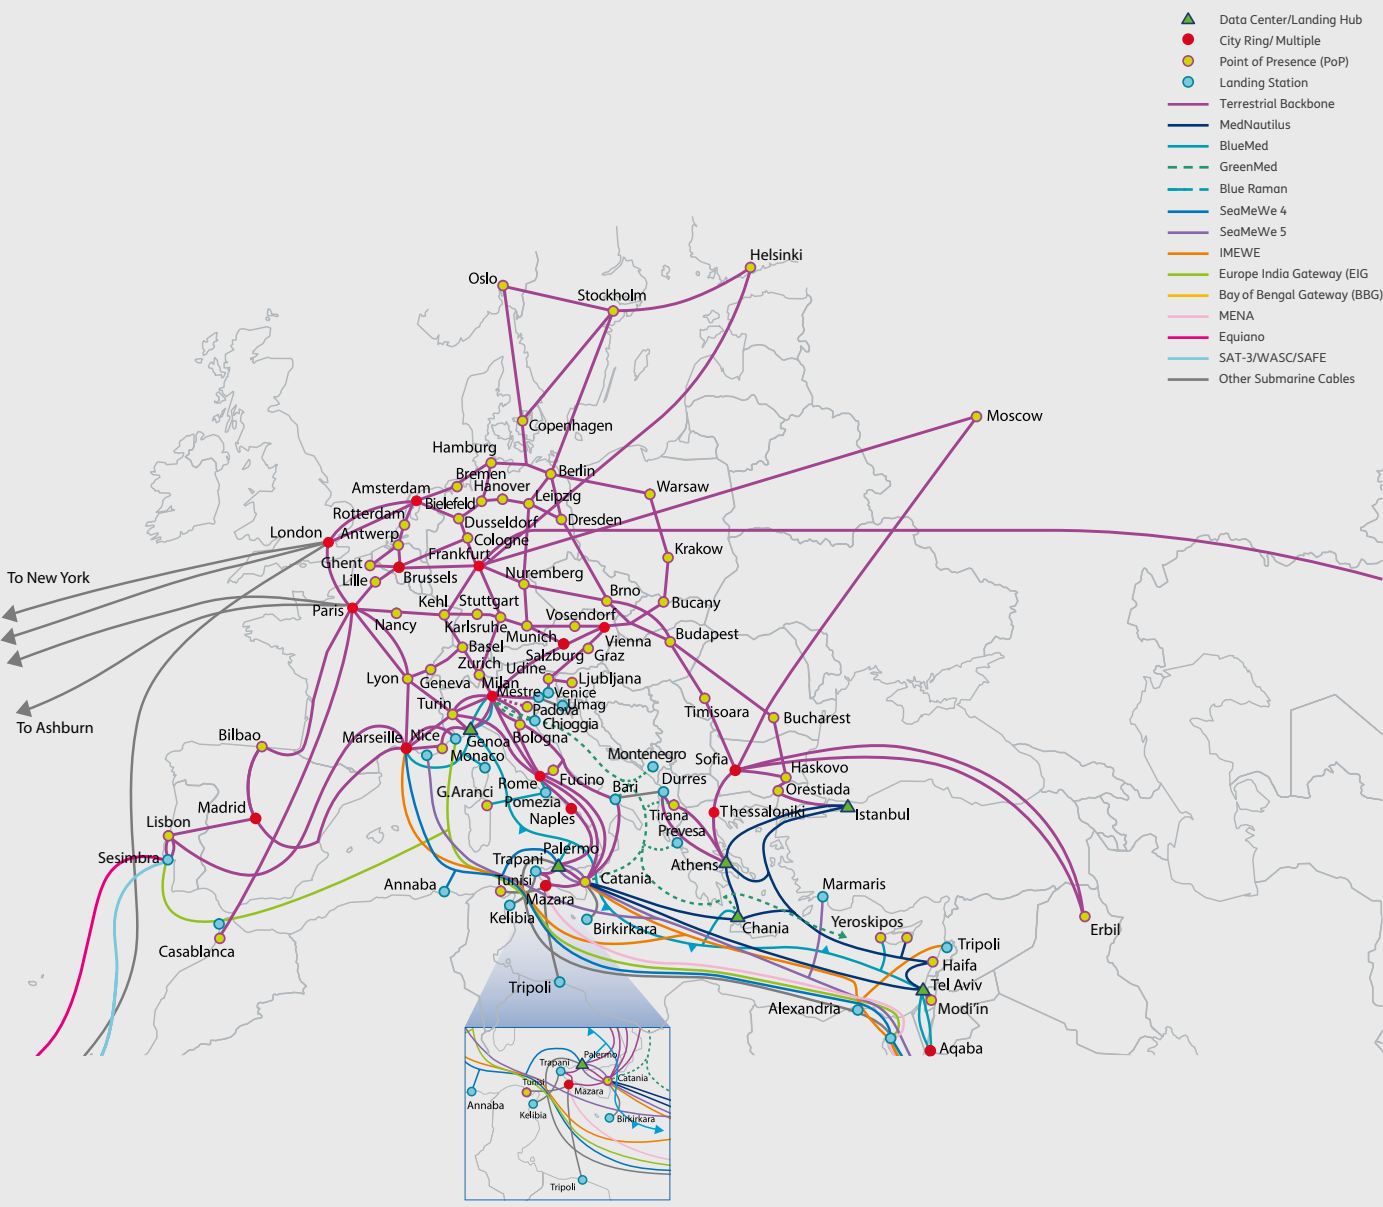 Data Center/Landing Hub
City Ring/ Multiple
Point of Presence (PoP)
Landing Station
Terrestrial Backbone
MedNautilus
BlueMed
GreenMed
Blue Raman
SeaMeWe 4
SeaMeWe 5
IMEWE
Europe India Gateway (EIG
Bay of Bengal Gateway (BBG)
MENA
Equiano
SAT-3/WASC/SAFE
Other Submarine Cables
Helsinki
Oslo
Stockholm
Moscow
Copenhagen
Hamburg
Berlin
Bremen
Hanover
Warsaw
Amsterdam
Bielefeld
Leipzig
Rotterdam
Dusseldorf
Dresden
London
Antwerp
Cologne
Krakow
Frankfurt
Ghent
Lille
Brussels
Nuremberg
To New York
Brno
Bucany
Paris
Kehl
Stuttgart
Nancy
Karlsruhe
Vosendorf
Munich
Vienna
Budapest
Basel
Salzburg
Graz
Zurich
Udine
Lyon
Geneva
Milan
Ljubljana
Mestre
Venice
Turin
Padova
Umag
Timisoara
Bucharest
To Ashburn
Chioggia
Bilbao
Marseille
Nice
Genoa
Bologna
Monaco
Montenegro
Sofia
Haskovo
Rome
Fucino
Durres
G.Aranci
Bari
Orestiada
Pomezia
Madrid
Naples
Tirana
Thessaloniki
Istanbul
Lisbon
Prevesa
Sesimbra
Trapani
Palermo
Athens
Annaba
Tunisi
Catania
Marmaris
Mazara
Kelibia
Birkirkara
Chania
Yeroskipos
Erbil
Casablanca
Tripoli
Haifa
Tripoli
Tel Aviv
Alexandria
Modi’in
Aqaba
Palermo
Trapani
Tunisi
Catania
Mazara
Annaba
Kelibia
Birkirkara
Tripoli